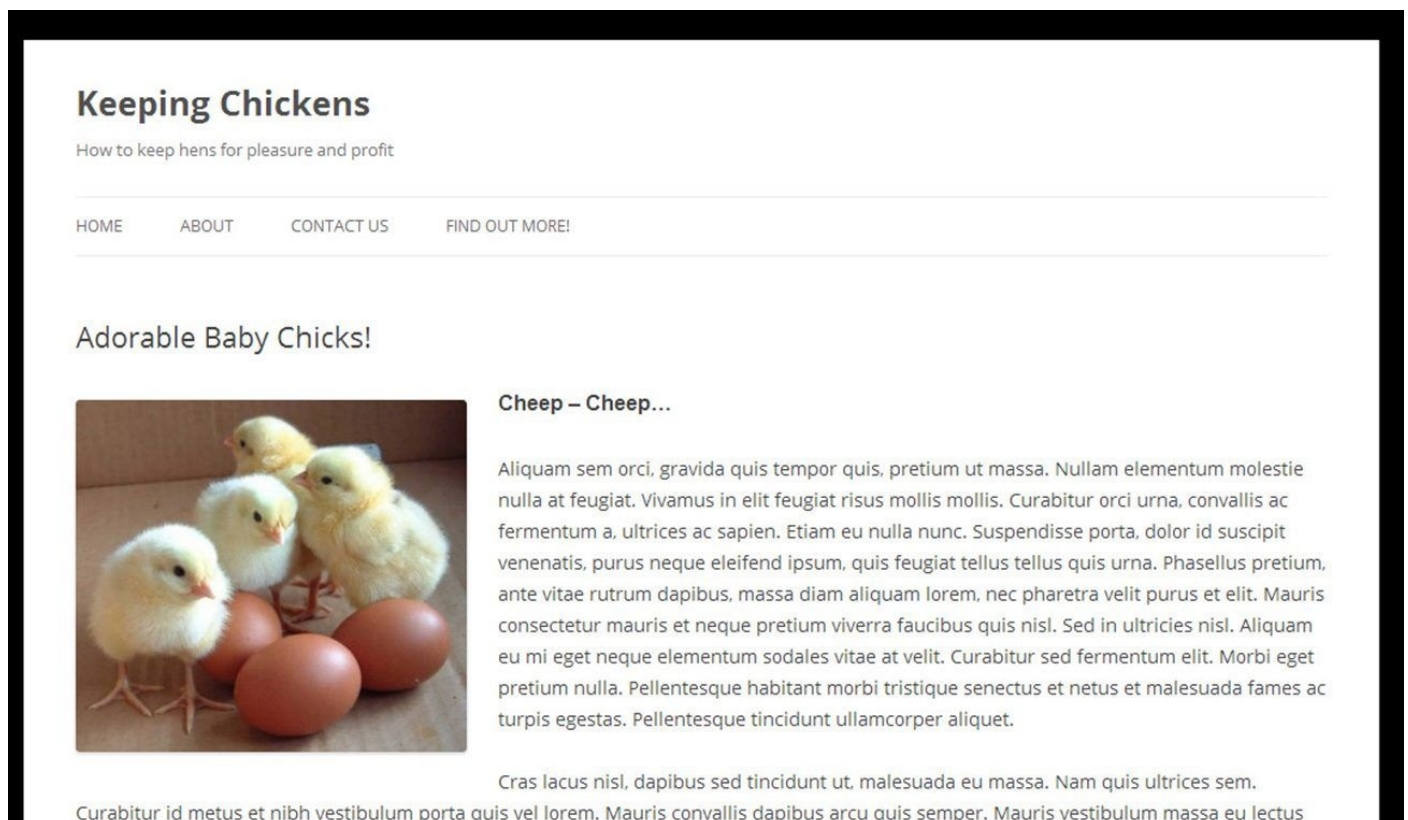 Keeping Chickens
How to keep hens for pleasure and profit
HOME ABOUT CONTACT US FIND OUT MORE!
Adorable Baby Chicks!
Cheep – Cheep…
Aliquam sem orci, gravida quis tempor quis, pretium ut massa. Nullam elementum molestie
nulla at feugiat. Vivamus in elit feugiat risus mollis mollis. Curabitur orci urna, convallis ac
fermentum a, ultrices ac sapien. Etiam eu nulla nunc. Suspendisse porta, dolor id suscipit
venenatis, purus neque eleifend ipsum, quis feugiat tellus tellus quis urna. Phasellus pretium,
ante vitae rutrum dapibus, massa diam aliquam lorem, nec pharetra velit purus et elit. Mauris
consectetur mauris et neque pretium viverra faucibus quis nisl. Sed in ultricies nisl. Aliquam
eu mi eget neque elementum sodales vitae at velit. Curabitur sed fermentum elit. Morbi eget
pretium nulla. Pellentesque habitant morbi tristique senectus et netus et malesuada fames ac
turpis egestas. Pellentesque tincidunt ullamcorper aliquet.
Cras lacus nisl, dapibus sed tincidunt ut, malesuada eu massa. Nam quis ultrices sem.
Curabitur id metus et nibh vestibulum porta quis vel lorem. Mauris convallis dapibus arcu quis semper. Mauris vestibulum massa eu lectus